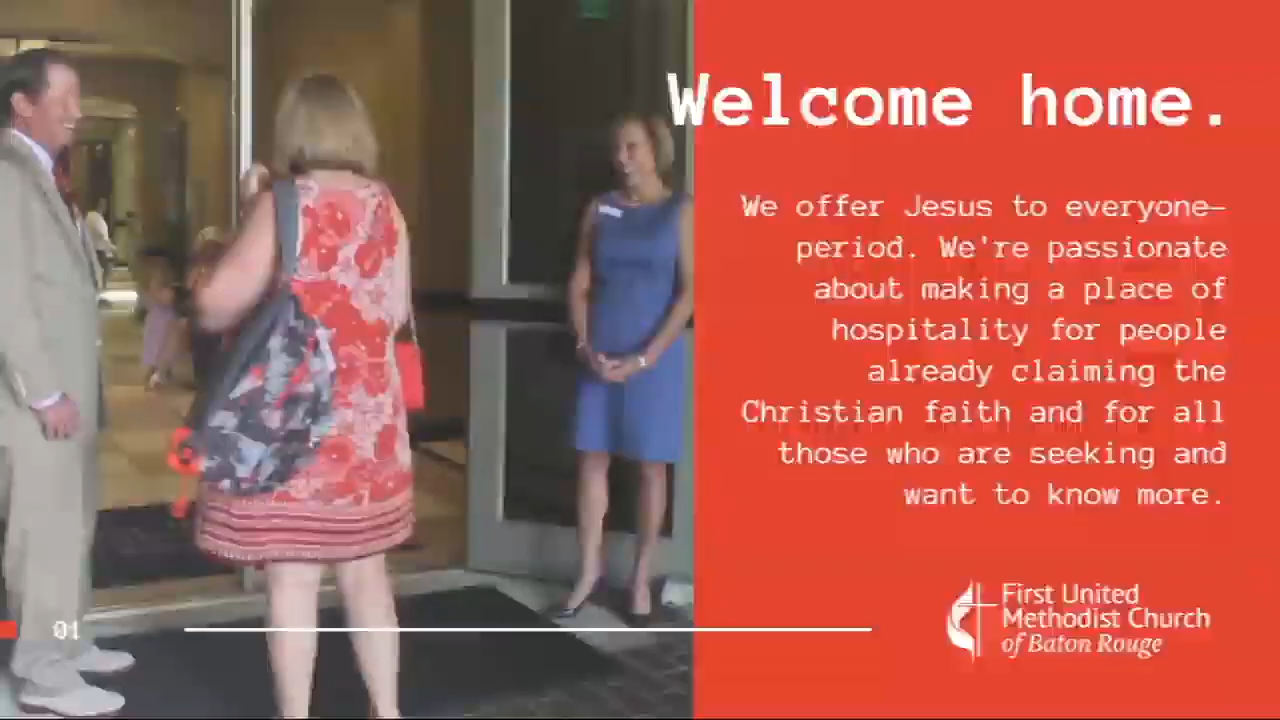 Welcome home.
We offer Jesus to everyone—
period. We're passionate
about making a place of
hospitality for people
already claiming the
Christian faith and for all
those who are seeking and
want to know more.
01
First United
Methodist Church
of Baton Rouge